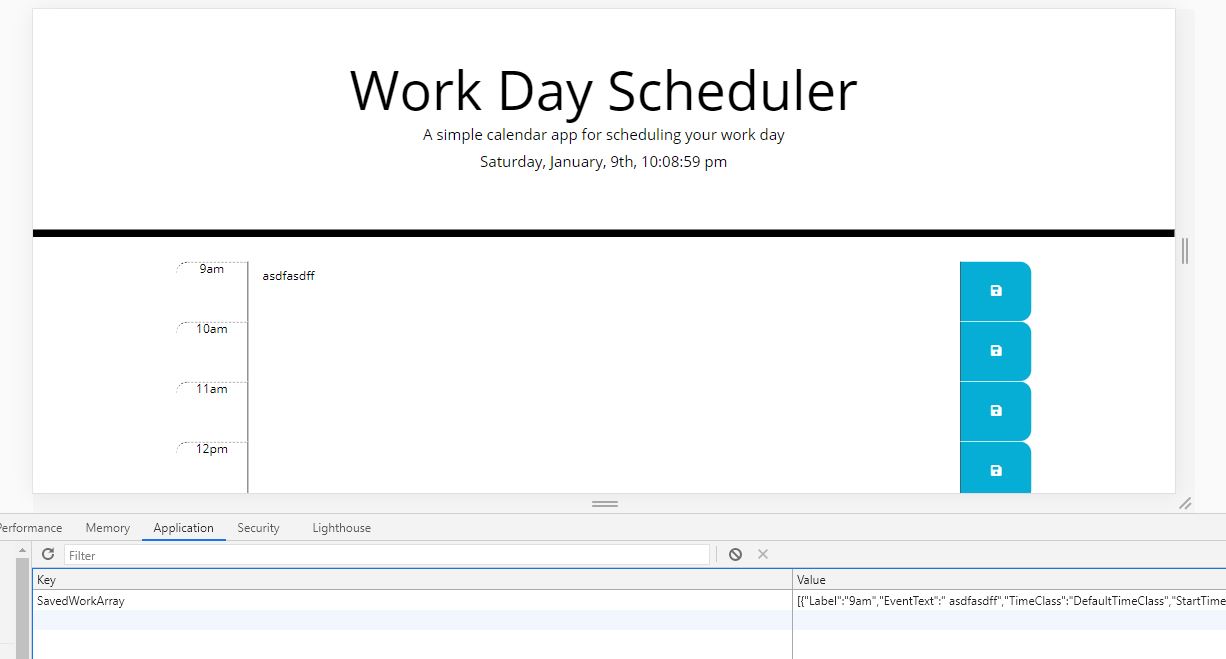 Work Day Scheduler
A simple calendar app for scheduling your work day
Saturday, January, 9th, 10:08:59 pm
9am asdfasdff
10am
11am
12pm
Performance Memory Application Security Lighthouse
Filter
Key Value
SavedWorkArray [{"Label":"9am","EventText":" asdfasdff","TimeClass":"DefaultTimeClass","StartTime